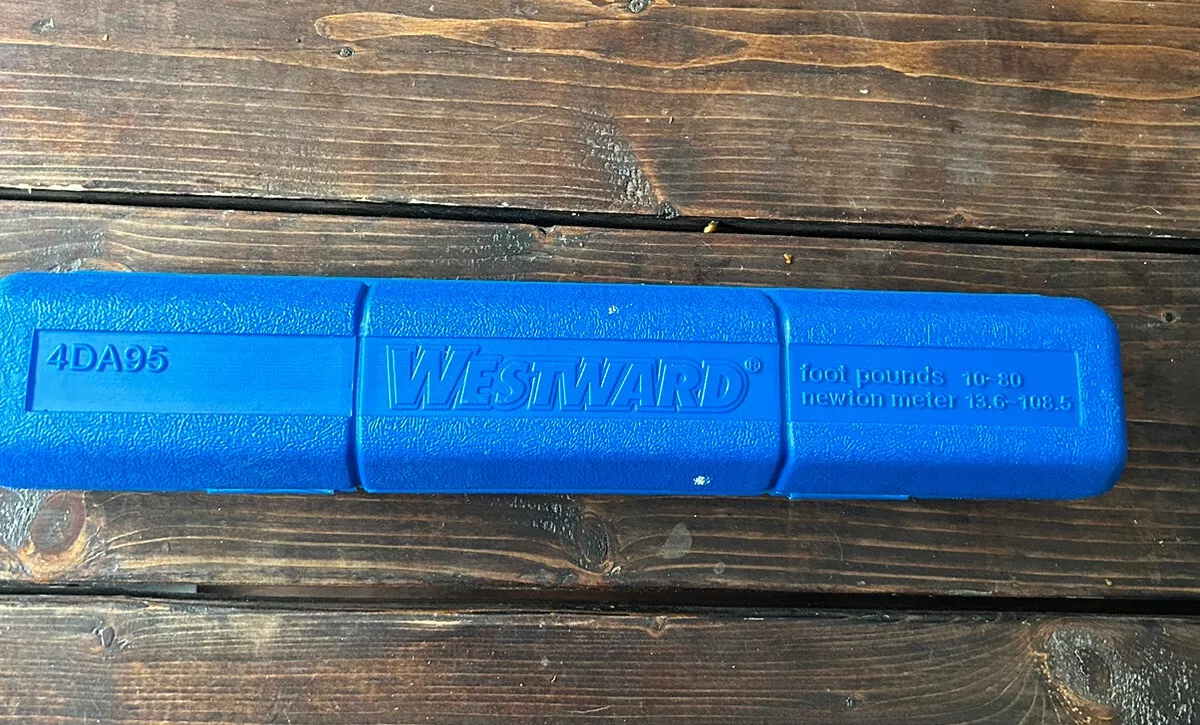 4DA95
WESTWARD®
foot pounds 10-80
newton meter 13.6-108.5